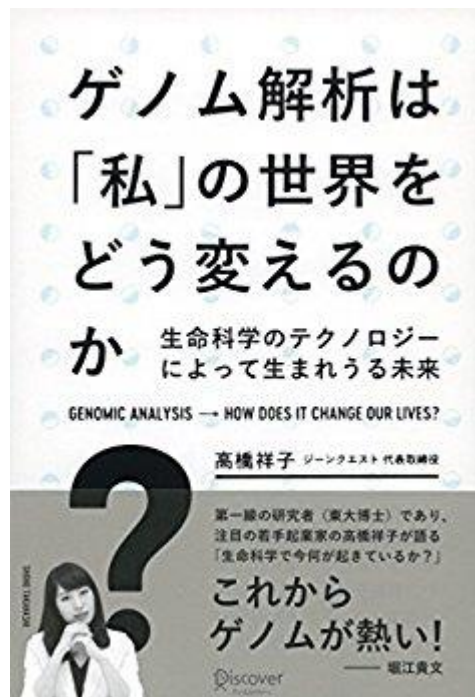 ゲノム解析は
「私」の世界を
どう変えるの
か
生命科学のテクノロジー
によって生まれうる未来
GENOMIC ANALYSIS → HOW DOES IT CHANGE OUR LIVES?
高橋祥子 ジーンクエスト 代表取締役
?
第一線の研究者（東大博士）であり、
注目の若手起業家の高橋祥子が語る
「生命科学で今何が起きているか？」
これから
ゲノムが熱い!
── 堀江貴文
SHOKO TAKAHASHI
Discover